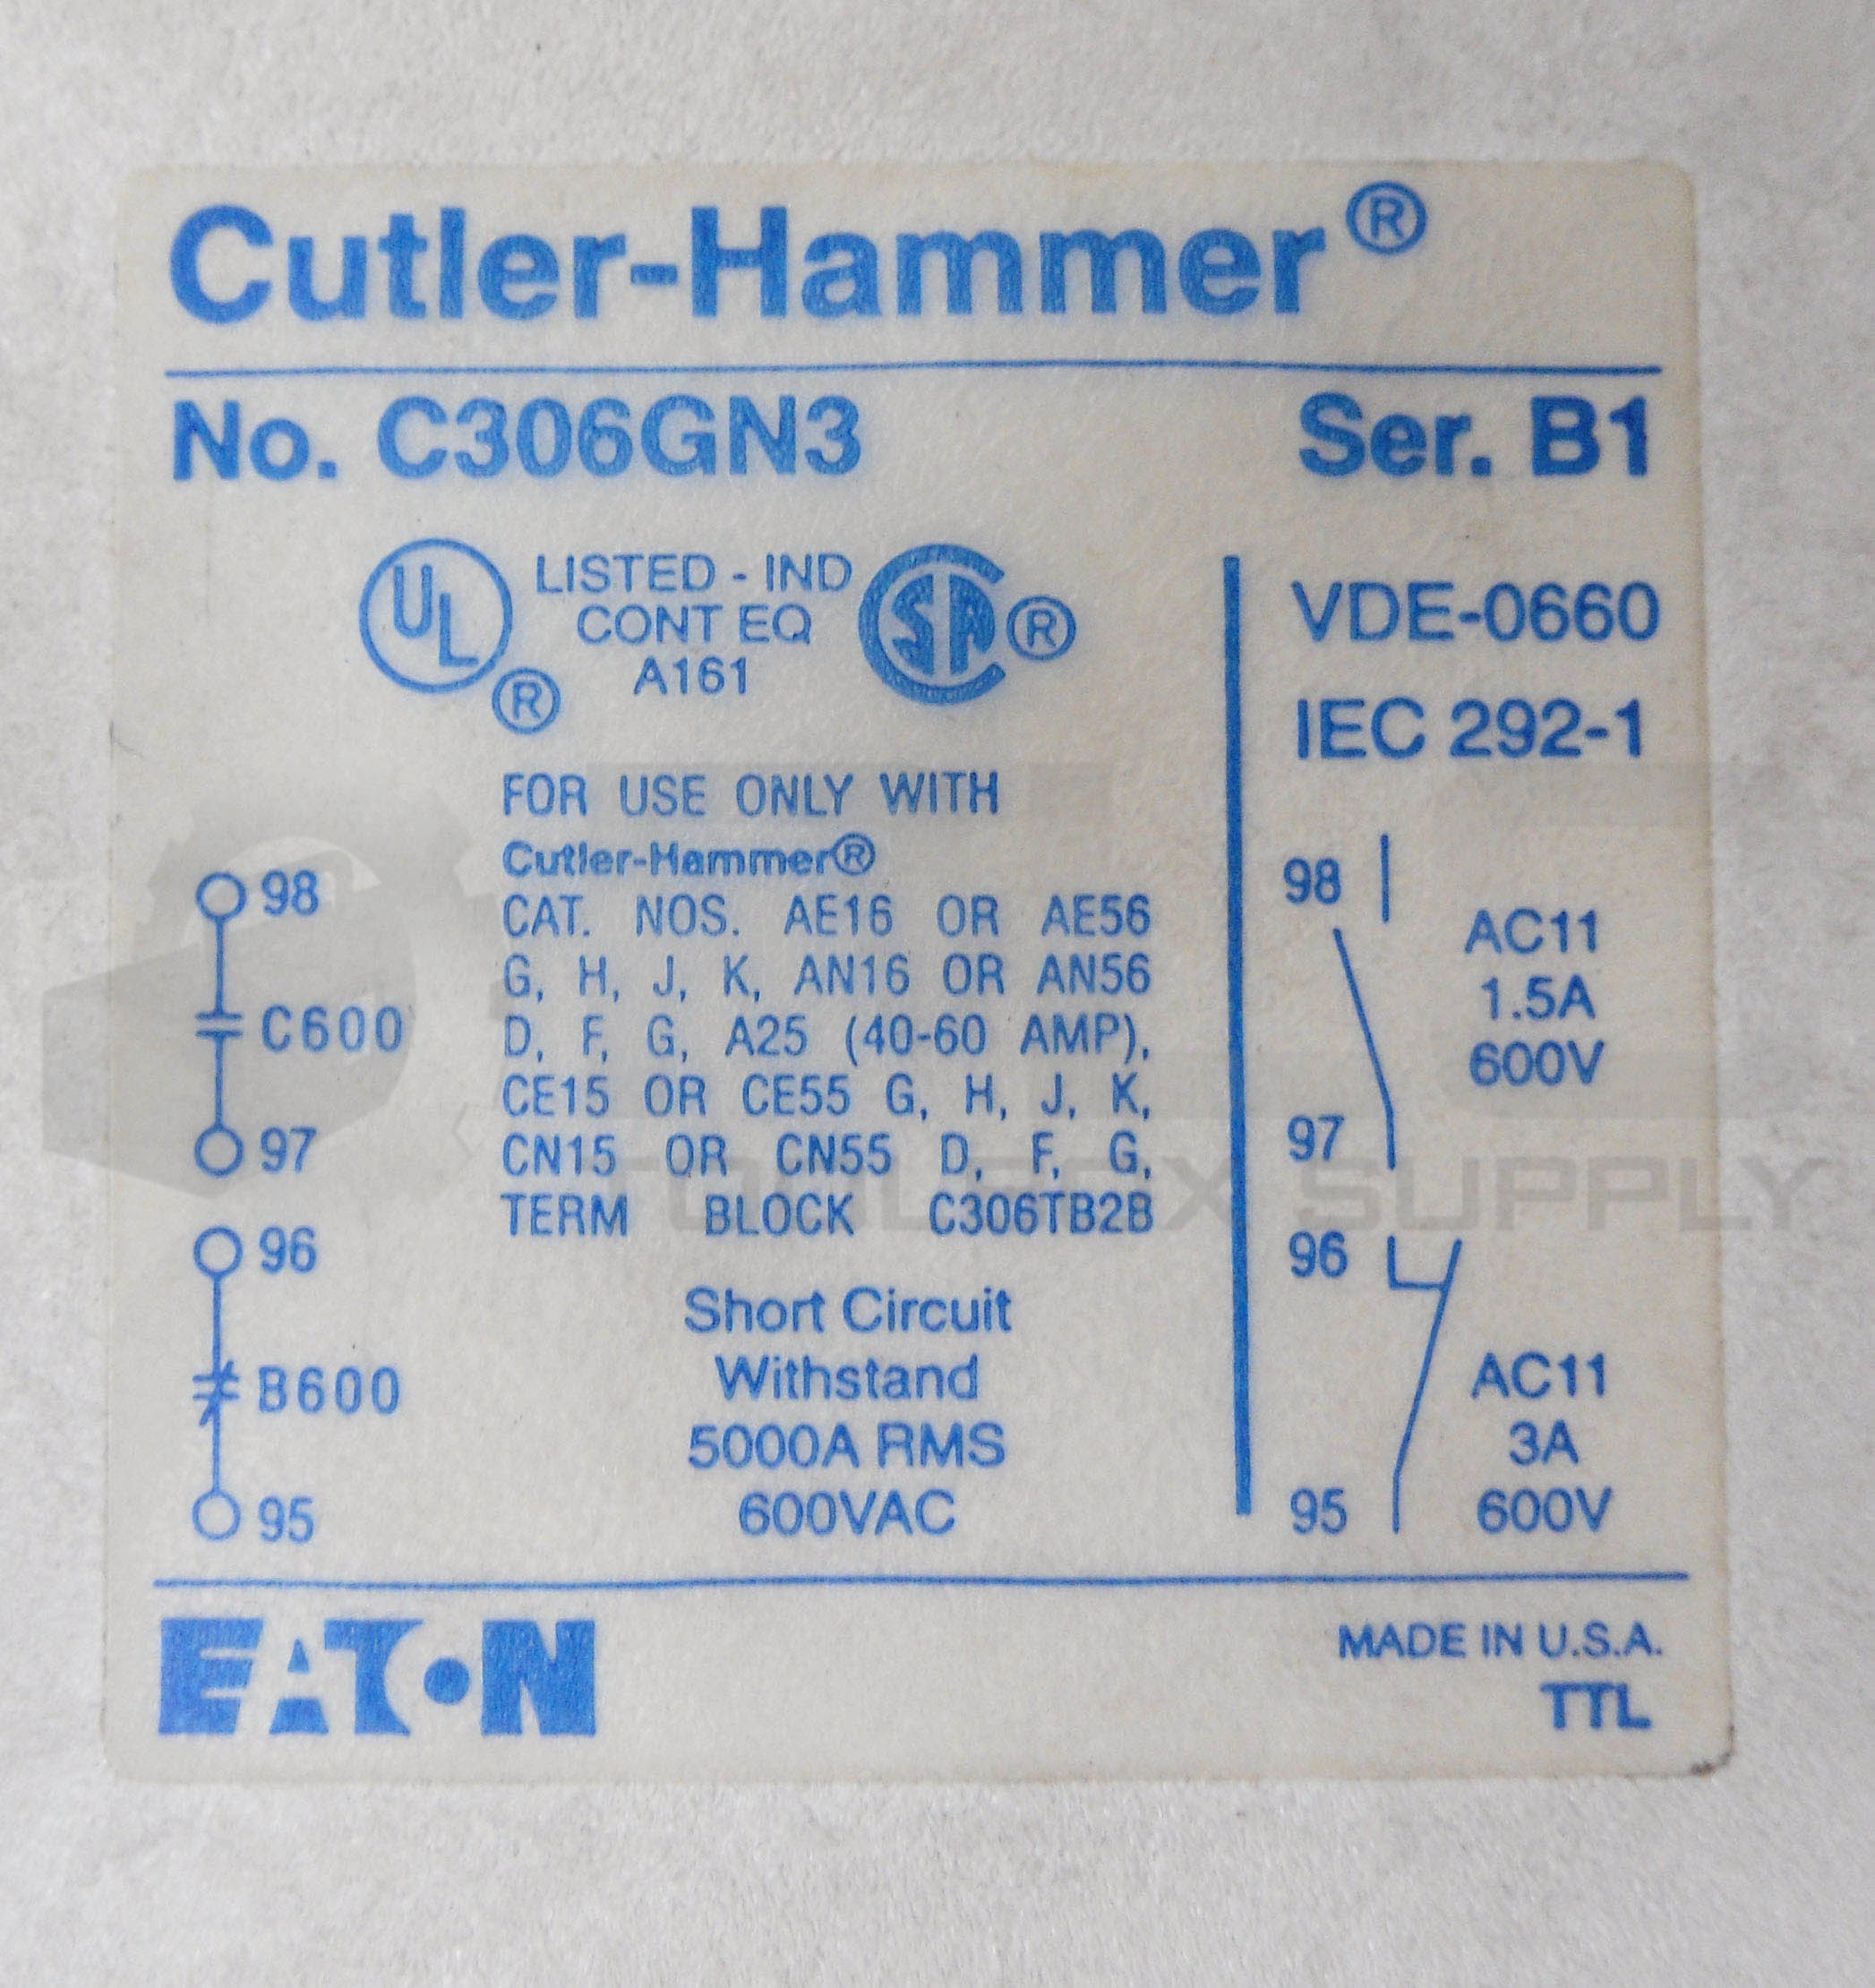 Cutler-Hammer®
No. C306GN3 Ser. B1
UL® LISTED - IND
CONT EQ
A161
SA ®
FOR USE ONLY WITH
Cutler-Hammer®
CAT. NOS. AE16 OR AE56
G, H, J, K, AN16 OR AN56
D, F, G, A25 (40-60 AMP),
CE15 OR CE55 G, H, J, K,
CN15 OR CN55 D, F, G,
TERM BLOCK C306TB2B
98
C600
97
96
B600
95
Short Circuit
Withstand
5000A RMS
600VAC
VDE-0660
IEC 292-1
98
AC11
1.5A
600V
97
96
AC11
3A
600V
95
EATON
MADE IN U.S.A.
TTL
TOOLBOX SUPPLY